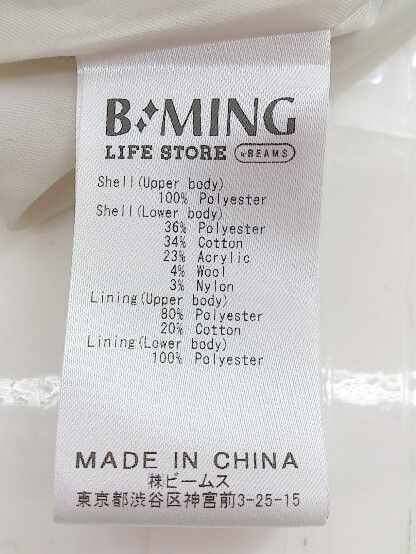 B MING
LIFE STORE by BEAMS
Shell(Upper body)
100% Polyester
Shell(Lower body)
36% Polyester
34% Cotton
23% Acrylic
4% Wool
3% Nylon
Lining(Upper body)
80% Polyester
20% Cotton
Lining(Lower body)
100% Polyester
MADE IN CHINA
㈱ビームス
東京都渋谷区神宮前3-25-15